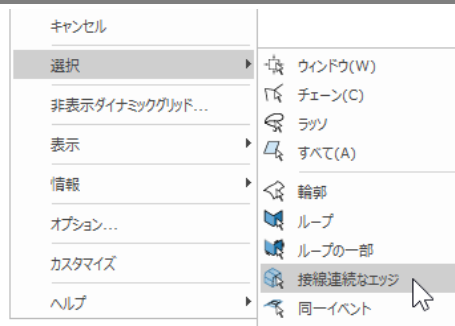 キャンセル
選択
非表示ダイナミックグリッド...
表示
情報
オプション...
カスタマイズ
ヘルプ
ウィンドウ(W)
チェーン(C)
ラッソ
すべて(A)
輪郭
ループ
ループの一部
接線連続なエッジ
同一イベント